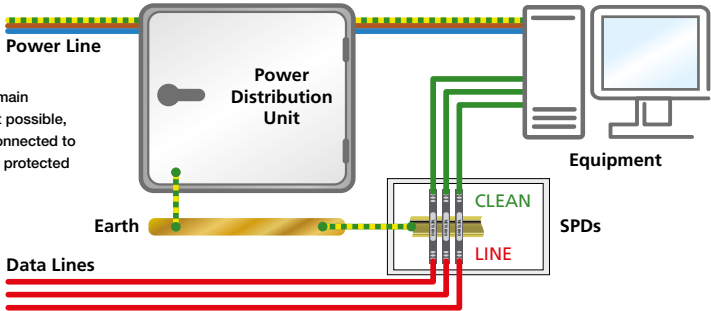 Power Line
main
possible,
onnected to
protected
Power
Distribution
Unit
Equipment
CLEAN
Earth
SPDs
LINE
Data Lines